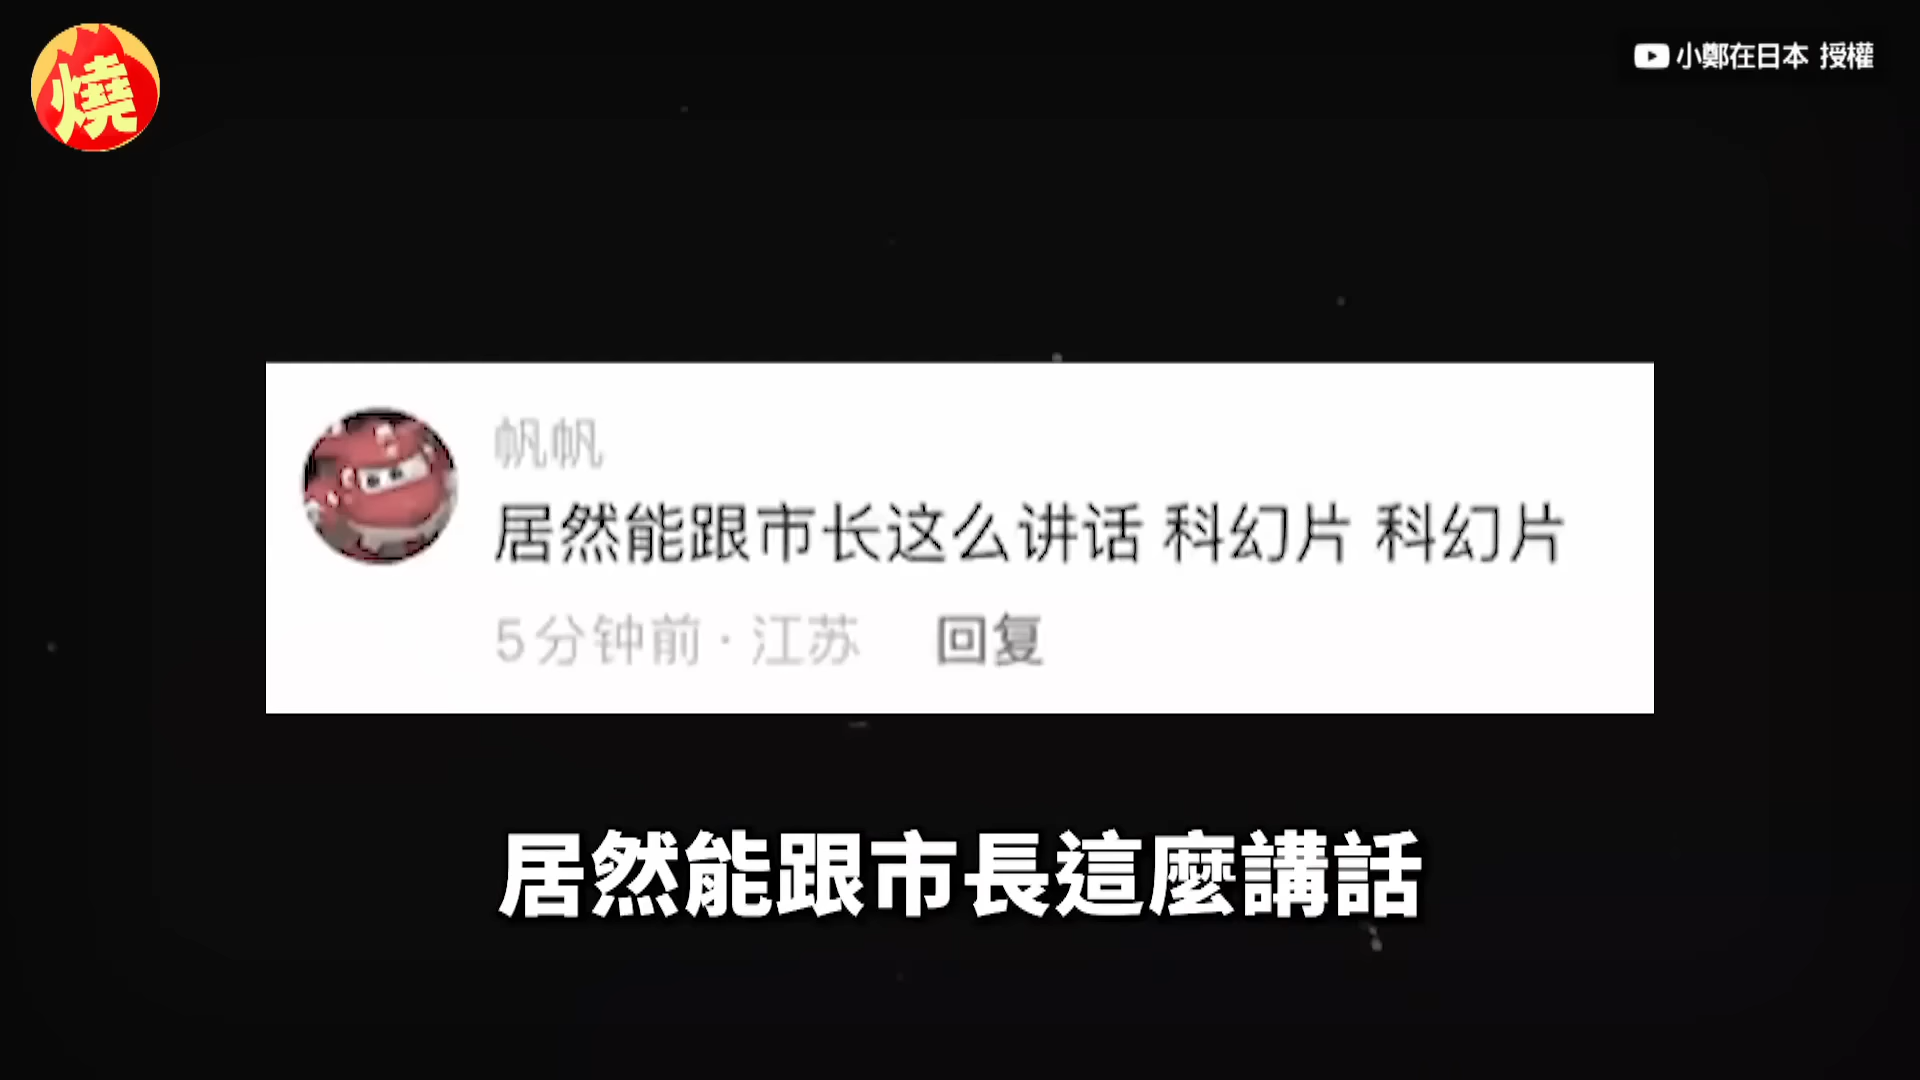 燒
小鄭在日本 授權
帆帆
居然能跟市长这么讲话 科幻片 科幻片
5分钟前·江苏 回复
居然能跟市長這麼講話